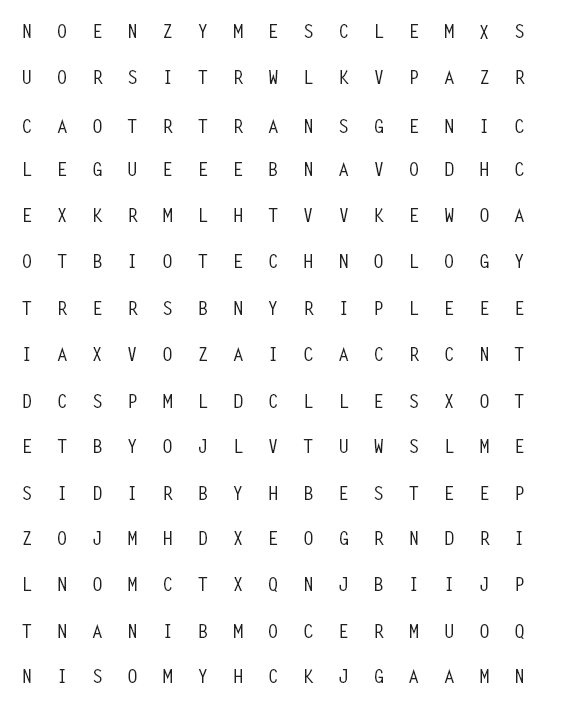 N O E N Z Y M E S C L E M X S
U O R S I T R W L K V P A Z R
C A O T R T R A N S G E N I C
L E G U E E E B N A V O D H C
E X K R M L H T V V K E W O A
O T B I O T E C H N O L O G Y
T R E R S B N Y R I P L E E E
I A X V O Z A I C A C R C N T
D C S P M L D C L L E S X O T
E T B Y O J L V T U W S L M E
S I D I R B Y H B E S T E E P
Z O J M H D X E O G R N D R I
L N O M C T X Q N J B I I J P
T N A N I B M O C E R M U O Q
N I S O M Y H C K J G A A M N